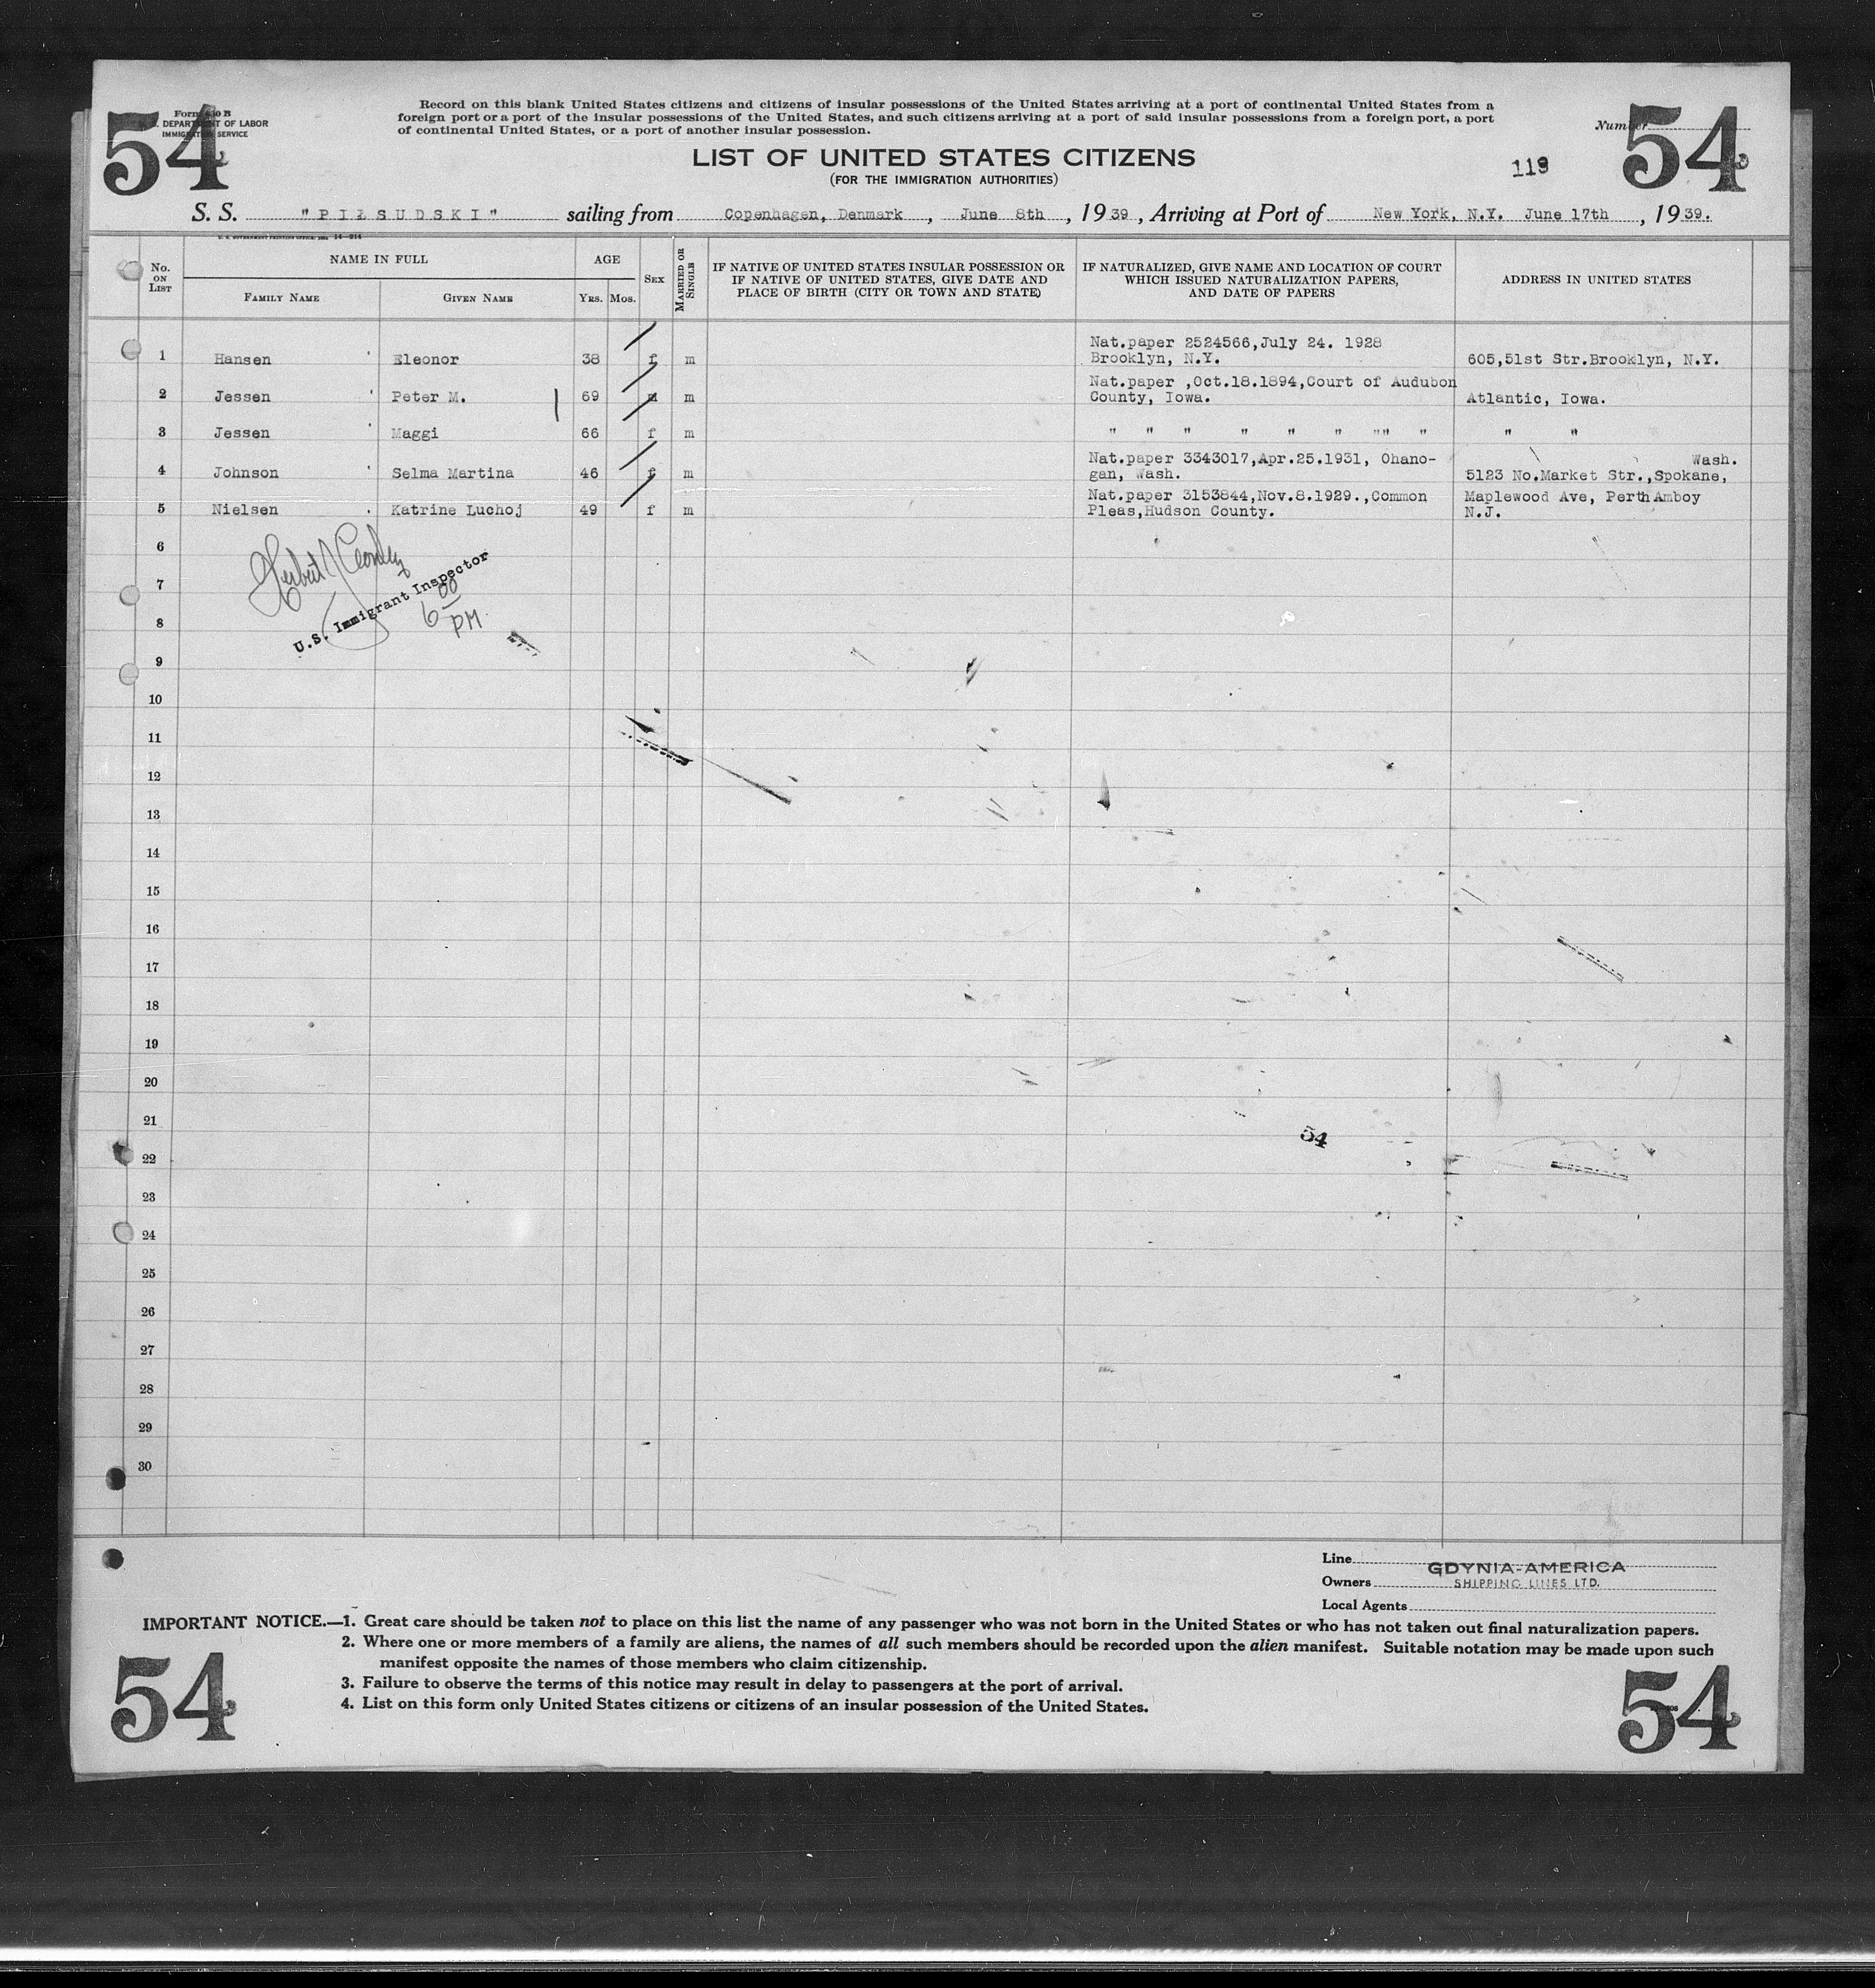 54
54
Form 630 B
U. S. DEPARTMENT OF LABOR
IMMIGRATION SERVICE
Record on this blank United States citizens and citizens of insular possessions of the United States arriving at a port of continental United States from a
foreign port or a port of the insular possessions of the United States, and such citizens arriving at a port of said insular possessions from a foreign port, a port
of continental United States, or a port of another insular possession.
Number
LIST OF UNITED STATES CITIZENS
(FOR THE IMMIGRATION AUTHORITIES)
119
S. S. "PIŁSUDSKI" sailing from Copenhagen, Denmark, June 8th, 1939, Arriving at Port of New York, N.Y. June 17th, 1939.
No. ON LIST
NAME IN FULL
FAMILY NAME
GIVEN NAME
AGE
YRS. MOS.
SEX
MARRIED OR SINGLE
IF NATIVE OF UNITED STATES INSULAR POSSESSION OR
IF NATIVE OF UNITED STATES, GIVE DATE AND
PLACE OF BIRTH (CITY OR TOWN AND STATE)
IF NATURALIZED, GIVE NAME AND LOCATION OF COURT
WHICH ISSUED NATURALIZATION PAPERS,
AND DATE OF PAPERS
ADDRESS IN UNITED STATES
Nat.paper 2524566,July 24. 1928
1 Hansen Eleonor 38 f m Brooklyn, N.Y. 605,51st Str.Brooklyn, N.Y.
Nat.paper ,Oct.18.1894,Court of Audubon
2 Jessen Peter M. 69 m m County, Iowa. Atlantic, Iowa.
3 Jessen Maggi 66 f m " " " " " " "" " " "
Nat.paper 3343017,Apr.25.1931, Ohano- Wash.
4 Johnson Selma Martina 46 f m gan, Wash. 5123 No.Market Str.,Spokane,
Nat.paper 3153844,Nov.8.1929.,Common Maplewood Ave, Perth Amboy
5 Nielsen Katrine Luchoj 49 f m Pleas,Hudson County. N.J.
6
7
U.S. Immigrant Inspector
6 00
PM.
8
9
10
11
12
13
14
15
16
17
18
19
20
21
54
22
23
24
25
26
27
28
29
30
Line GDYNIA-AMERICA
Owners SHIPPING LINES LTD.
Local Agents
IMPORTANT NOTICE.—1. Great care should be taken not to place on this list the name of any passenger who was not born in the United States or who has not taken out final naturalization papers.
2. Where one or more members of a family are aliens, the names of all such members should be recorded upon the alien manifest. Suitable notation may be made upon such
manifest opposite the names of those members who claim citizenship.
3. Failure to observe the terms of this notice may result in delay to passengers at the port of arrival.
4. List on this form only United States citizens or citizens of an insular possession of the United States.
54
54